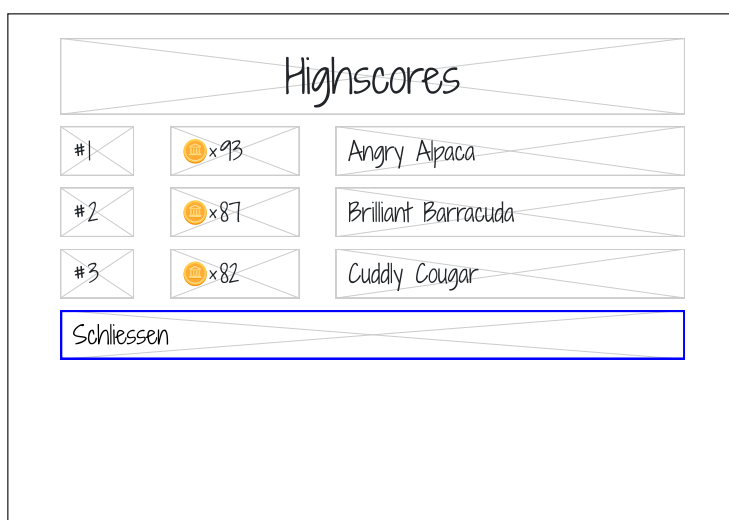 Highscores
#1 ×93 Angry Alpaca
#2 ×87 Brilliant Barracuda
#3 ×82 Cuddly Cougar
Schliessen